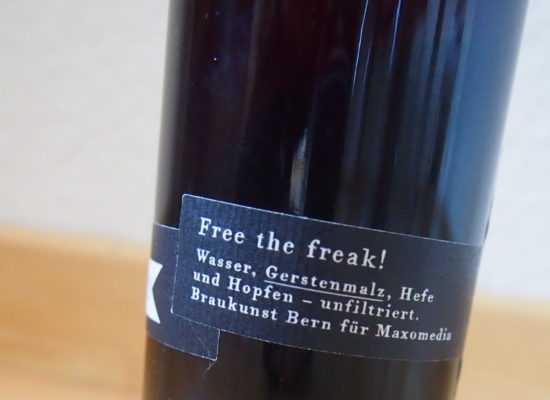 Free the freak!
Wasser, Gerstenmalz, Hefe
und Hopfen – unfiltriert.
Braukunst Bern für Maxomedia